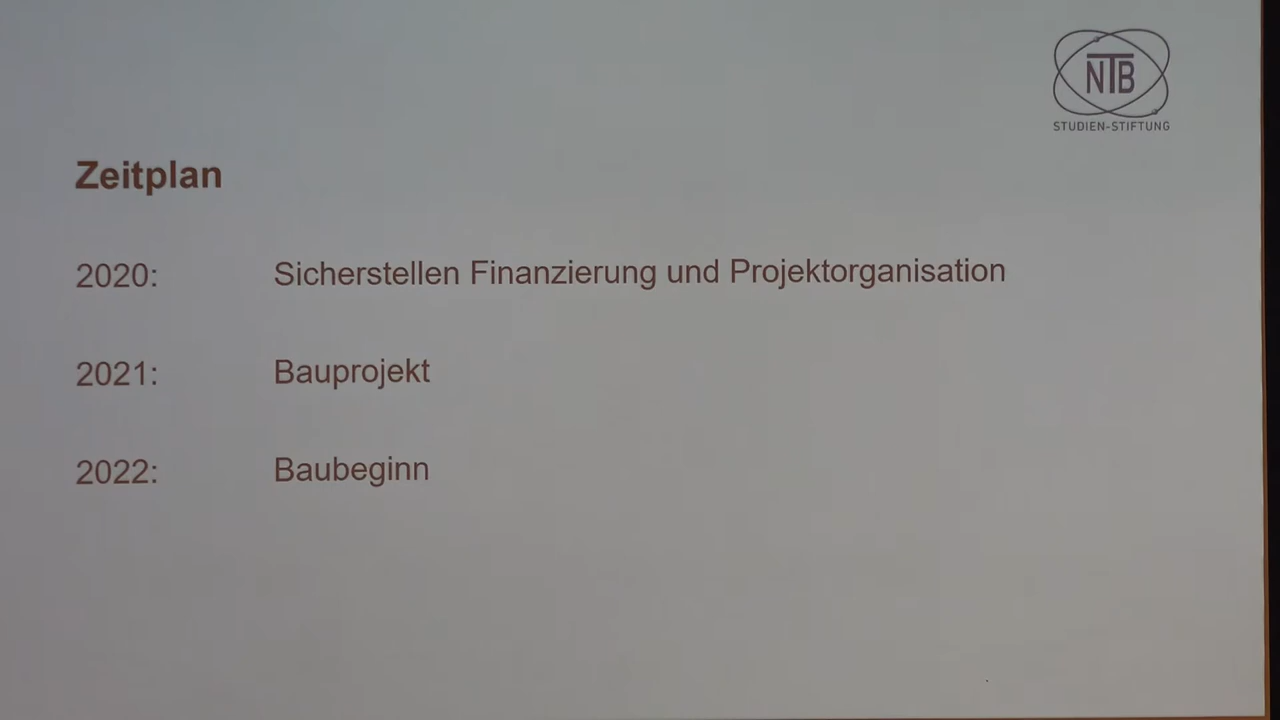 NTB
STUDIEN-STIFTUNG
Zeitplan
2020: Sicherstellen Finanzierung und Projektorganisation
2021: Bauprojekt
2022: Baubeginn